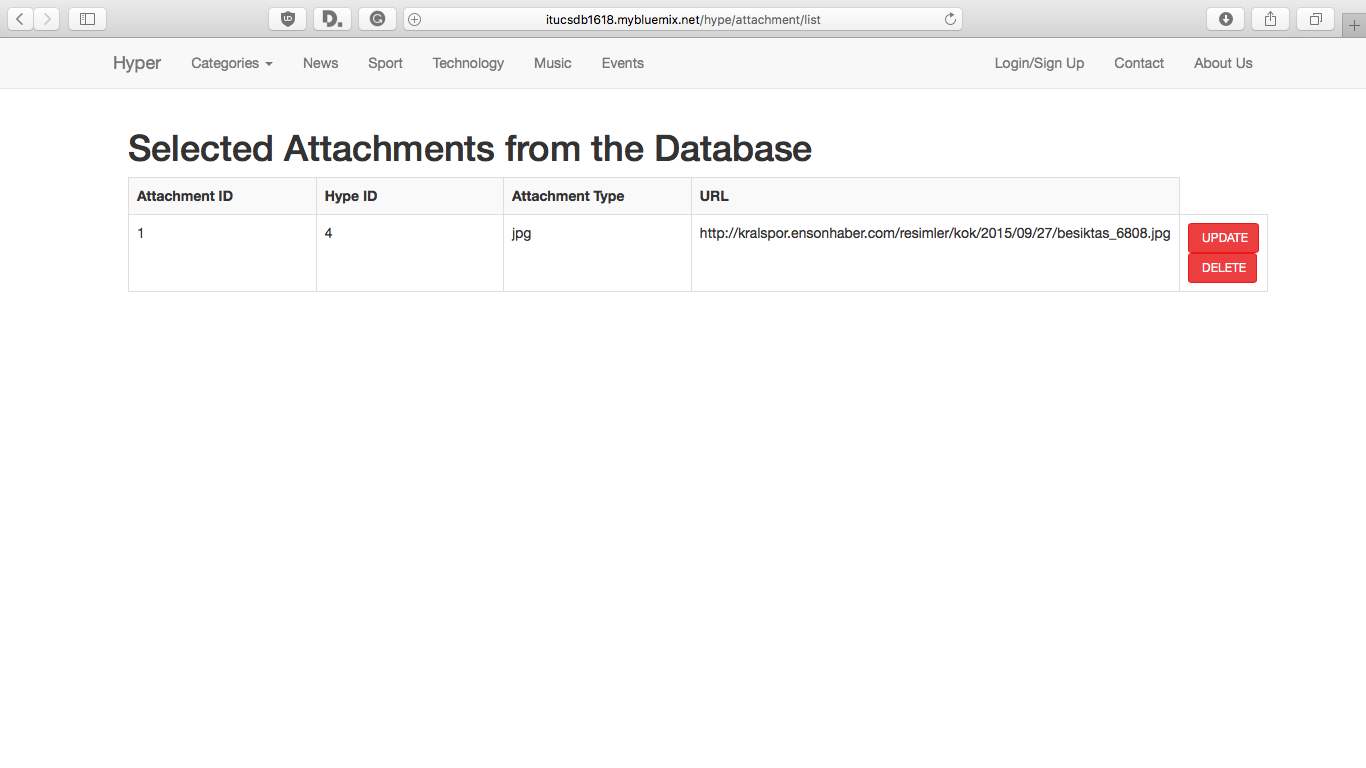 itucsdb1618.mybluemix.net/hype/attachment/list
Hyper Categories News Sport Technology Music Events Login/Sign Up Contact About Us
Selected Attachments from the Database
Attachment ID Hype ID Attachment Type URL
1 4 jpg http://kralspor.ensonhaber.com/resimler/kok/2015/09/27/besiktas_6808.jpg UPDATE
DELETE